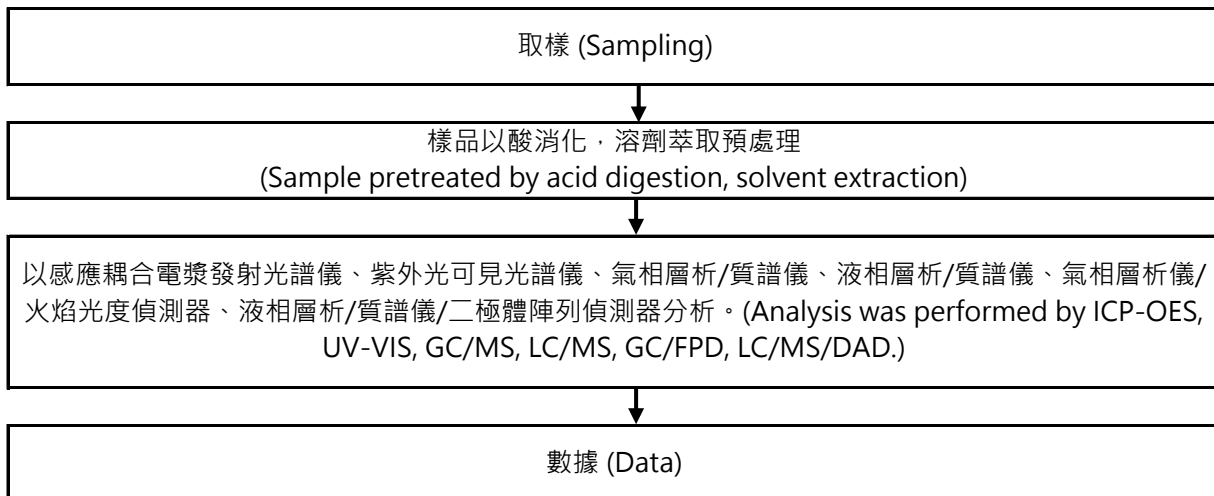 取樣 (Sampling)
樣品以酸消化，溶劑萃取預處理
(Sample pretreated by acid digestion, solvent extraction)
以感應耦合電漿發射光譜儀、紫外光可見光譜儀、氣相層析/質譜儀、液相層析/質譜儀、氣相層析儀/
火焰光度偵測器、液相層析/質譜儀/二極體陣列偵測器分析。(Analysis was performed by ICP-OES,
UV-VIS, GC/MS, LC/MS, GC/FPD, LC/MS/DAD.)
數據 (Data)